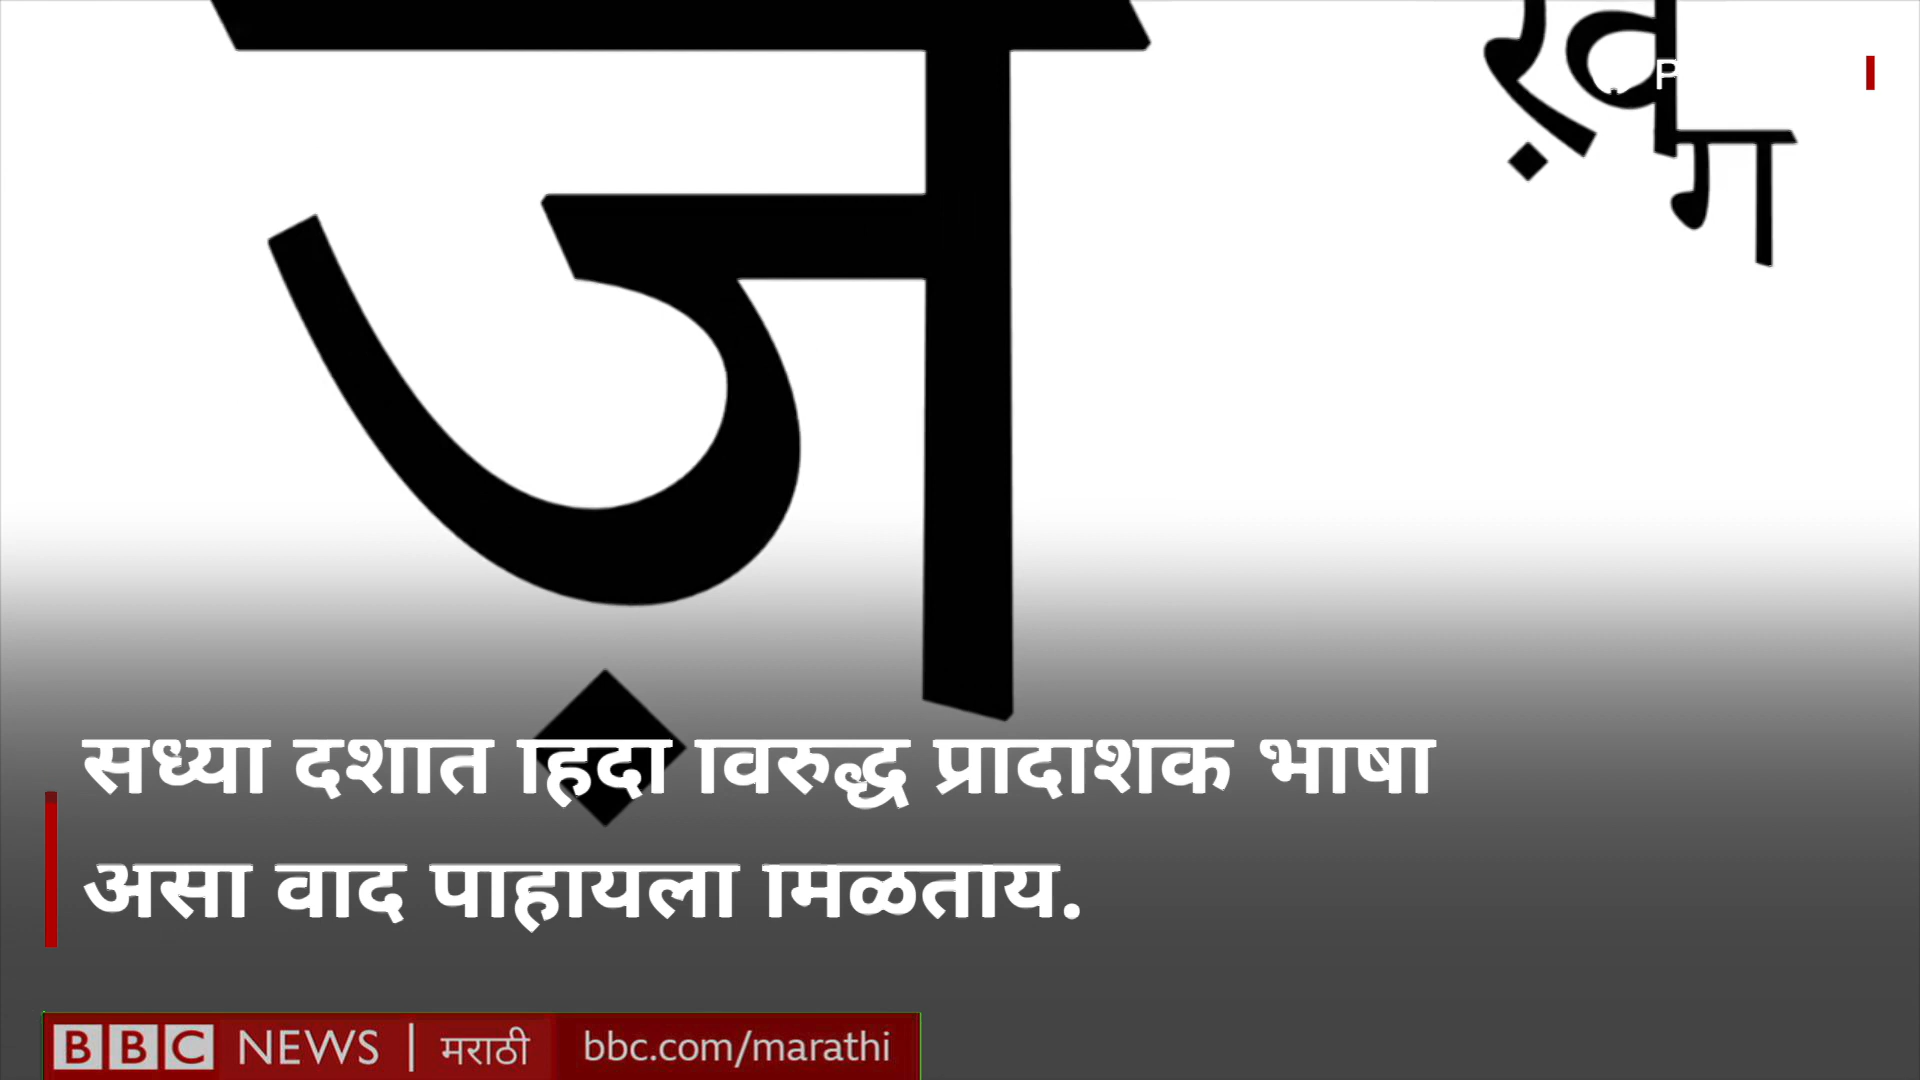 ज़
ख़
ग
सध्या देशात हिंदी विरुद्ध प्रादेशिक भाषा
असा वाद पाहायला मिळतोय.
BBC NEWS | मराठी bbc.com/marathi